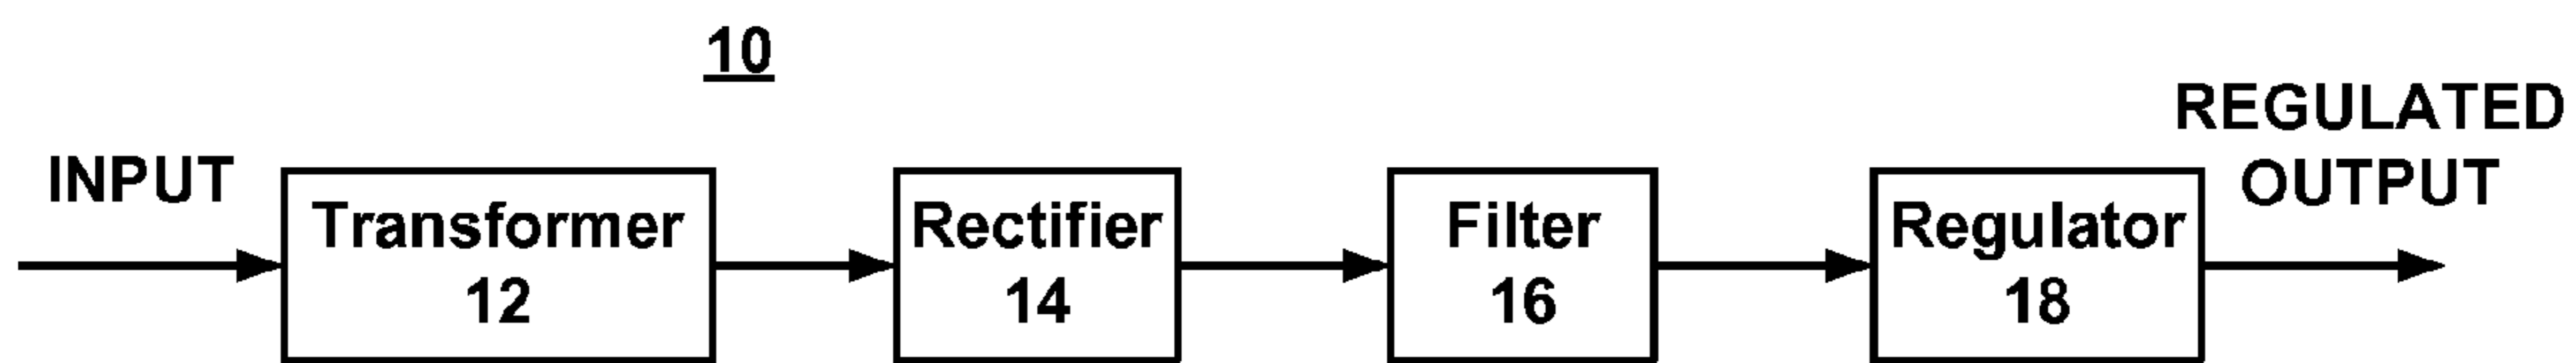 10
INPUT
Transformer
12
Rectifier
14
Filter
16
Regulator
18
REGULATED
OUTPUT